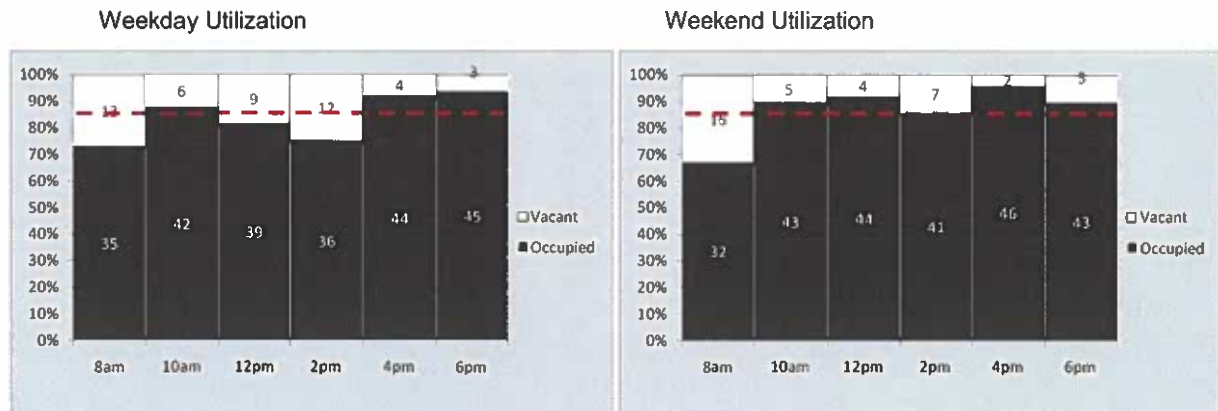 Weekday Utilization
100%
90%
80%
70%
60%
50%
40%
30%
20%
10%
0%
13
6
9
12
4
3
35
42
39
36
44
45
8am
10am
12pm
2pm
4pm
6pm
Vacant
Occupied
Weekend Utilization
100%
90%
80%
70%
60%
50%
40%
30%
20%
10%
0%
16
5
4
7
2
5
32
43
44
41
46
43
8am
10am
12pm
2pm
4pm
6pm
Vacant
Occupied